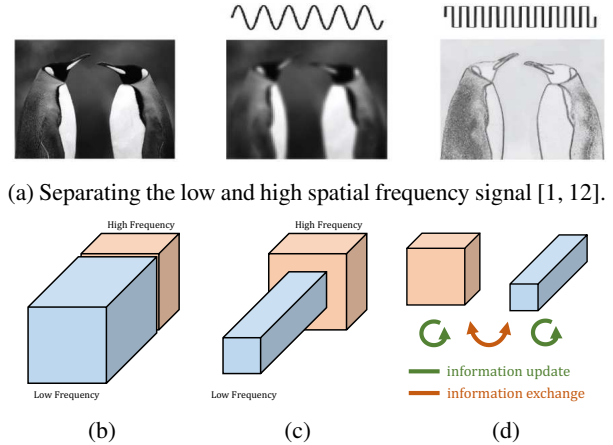 (a) Separating the low and high spatial frequency signal [1, 12].
High Frequency
High Frequency
Low Frequency
Low Frequency
information update
information exchange
(b)
(c)
(d)